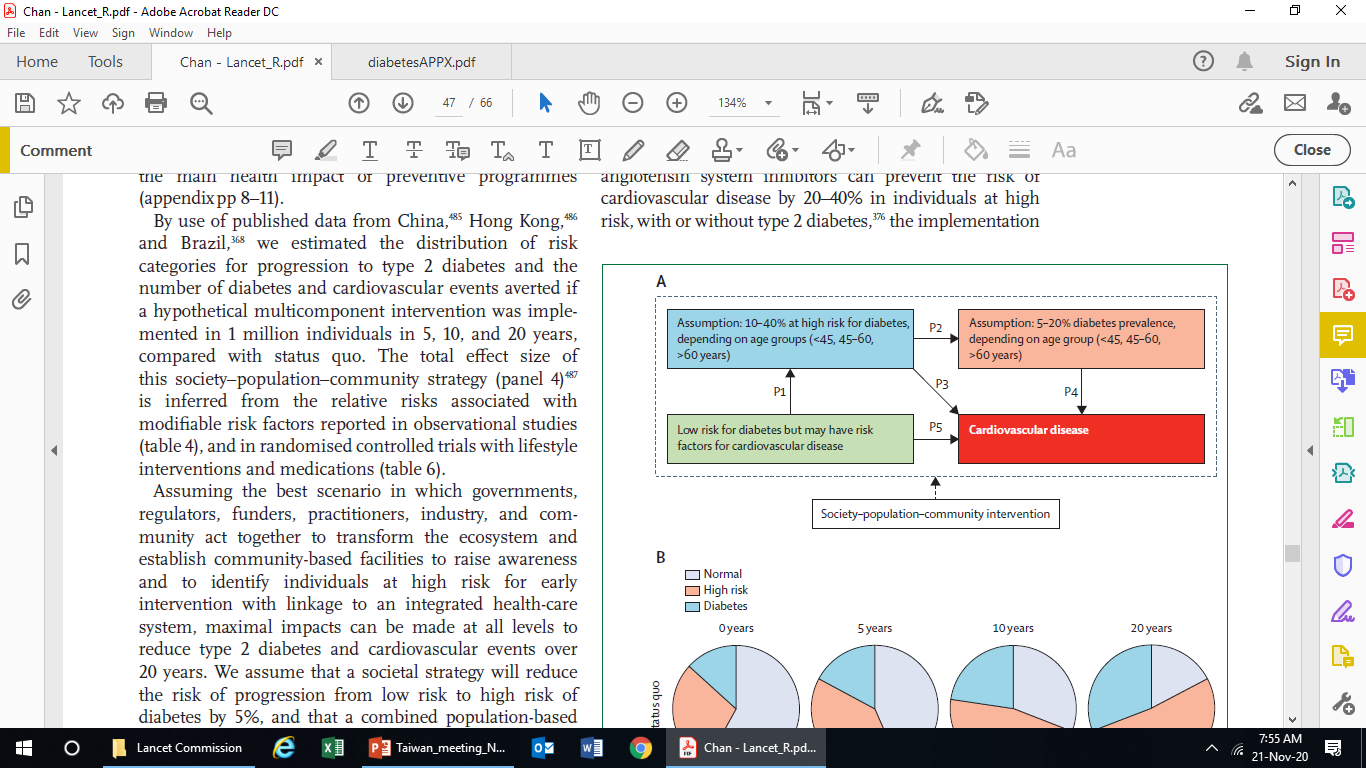 Chan - Lancet_R.pdf - Adobe Acrobat Reader DC
File Edit View Sign Window Help
Home Tools Chan - Lancet_R.pdf × diabetesAPPX.pdf Sign In
47 / 66 134%
Comment Aa Close
the main health impact of preventive programmes
(appendix pp 8–11).
By use of published data from China,485 Hong Kong,486
and Brazil,368 we estimated the distribution of risk
categories for progression to type 2 diabetes and the
number of diabetes and cardiovascular events averted if
a hypothetical multicomponent intervention was imple-
mented in 1 million individuals in 5, 10, and 20 years,
compared with status quo. The total effect size of
this society–population–community strategy (panel 4)487
is inferred from the relative risks associated with
modifiable risk factors reported in observational studies
(table 4), and in randomised controlled trials with lifestyle
interventions and medications (table 6).
Assuming the best scenario in which governments,
regulators, funders, practitioners, industry, and com-
munity act together to transform the ecosystem and
establish community-based facilities to raise awareness
and to identify individuals at high risk for early
intervention with linkage to an integrated health-care
system, maximal impacts can be made at all levels to
reduce type 2 diabetes and cardiovascular events over
20 years. We assume that a societal strategy will reduce
the risk of progression from low risk to high risk of
diabetes by 5%, and that a combined population-based
angiotensin system inhibitors can prevent the risk of
cardiovascular disease by 20–40% in individuals at high
risk, with or without type 2 diabetes,376 the implementation
A
Assumption: 10–40% at high risk for diabetes,
depending on age groups (<45, 45–60,
>60 years)
P2
Assumption: 5–20% diabetes prevalence,
depending on age group (<45, 45–60,
>60 years)
P1
P3
P4
Low risk for diabetes but may have risk
factors for cardiovascular disease
P5
Cardiovascular disease
Society–population–community intervention
B
Normal
High risk
Diabetes
0 years 5 years 10 years 20 years
tatus quo
Lancet Commission
Taiwan_meeting_N...
Chan - Lancet_R.pd...
7:55 AM
21-Nov-20